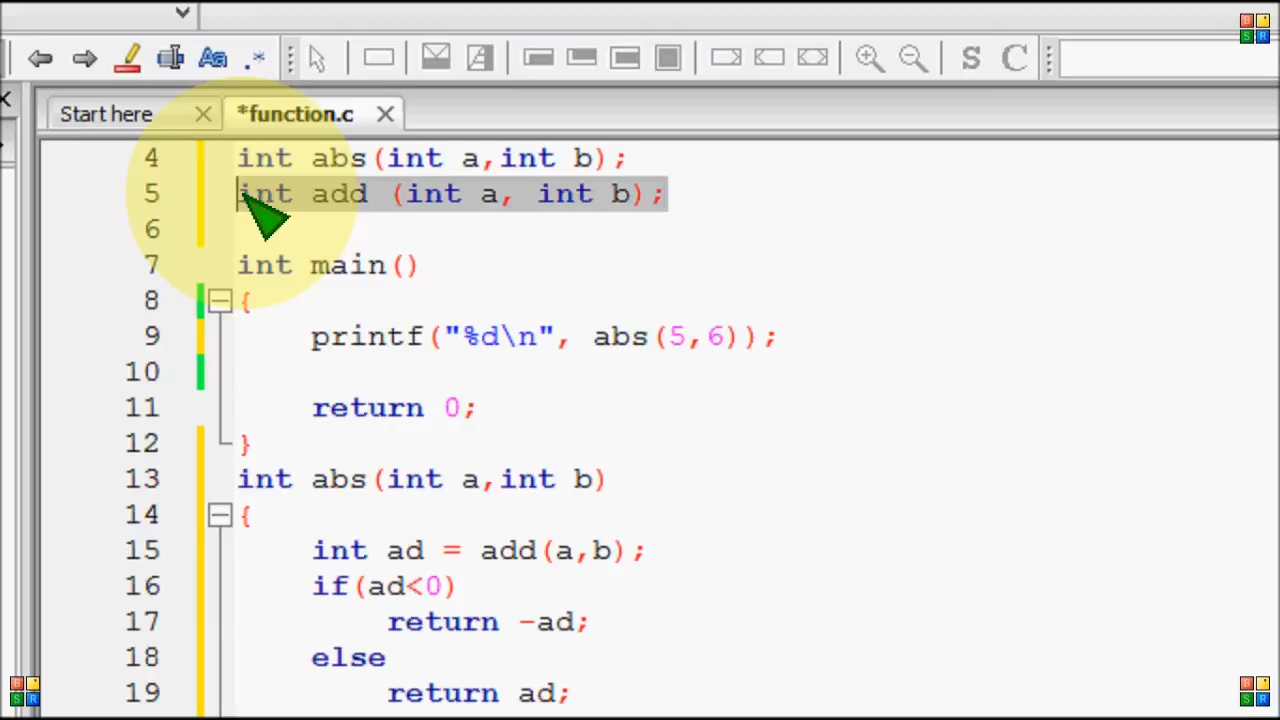 S C
Start here *function.c
4 int abs(int a,int b);
5 int add (int a, int b);
6
7 int main()
8 {
9 printf("%d\n", abs(5,6));
10
11 return 0;
12 }
13 int abs(int a,int b)
14 {
15 int ad = add(a,b);
16 if(ad<0)
17 return -ad;
18 else
19 return ad;